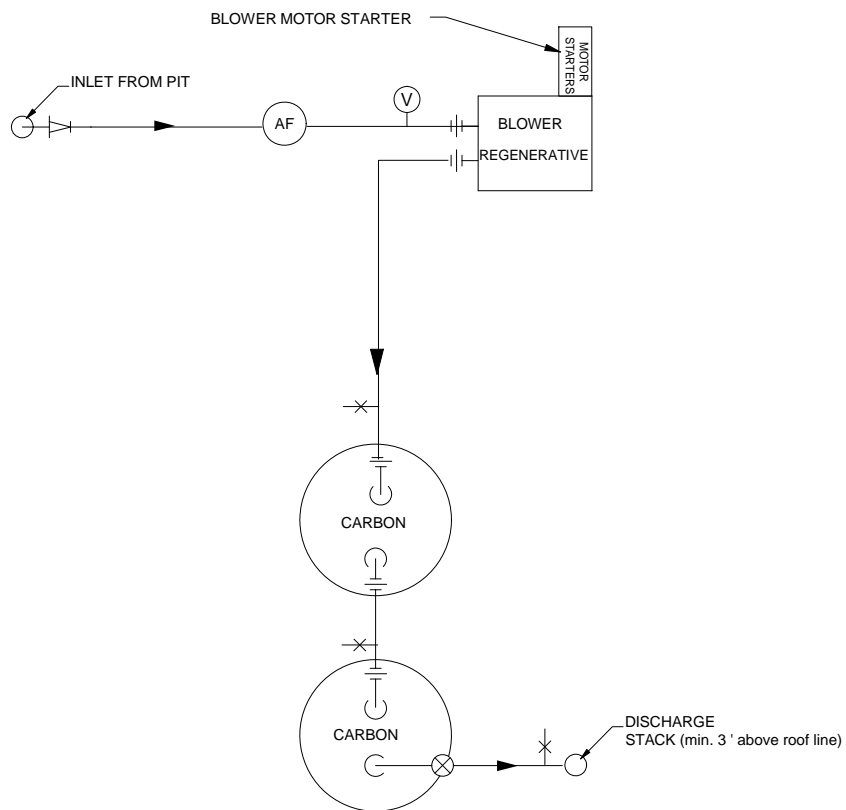 BLOWER MOTOR STARTER
MOTOR
STARTERS
INLET FROM PIT
V
AF
BLOWER
REGENERATIVE
CARBON
CARBON
DISCHARGE
STACK (min. 3 ' above roof line)